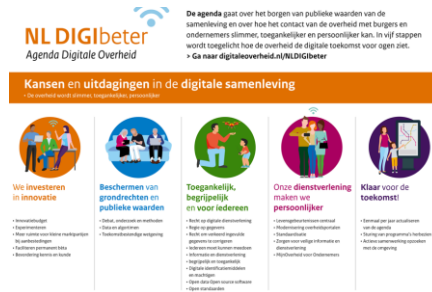 NL DIGIbeter
Agenda Digitale Overheid
De agenda gaat over het borgen van publieke waarden van de
samenleving en over hoe het contact van de overheid met burgers en
ondernemers slimmer, toegankelijker en persoonlijker kan. In vijf stappen
wordt toegelicht hoe de overheid de digitale toekomst voor ogen ziet.
> Ga naar digitaleoverheid.nl/NLDIGIbeter
Kansen en uitdagingen in de digitale samenleving
• De overheid wordt slimmer, toegankelijker, persoonlijker
We investeren
in innovatie
• Innovatiebudget
• Experimenteren
• Meer ruimte voor kleine marktpartijen
bij aanbestedingen
• Faciliteren permanent beta
• Bevordering kennis en kunde
Beschermen van
grondrechten en
publieke waarden
• Debat, onderzoek en methoden
• Data en algoritmen
• Toekomstbestendige wetgeving
Toegankelijk,
begrijpelijk
en voor iedereen
• Recht op digitale dienstverlening
• Regie op gegevens
• Recht om verkeerd ingevulde
gegevens te corrigeren
• Iedereen moet kunnen meedoen
• Informatie en dienstverlening
begrijpelijk en toegankelijk
• Digitale identificatiemiddelen
en machtigen
• Open data Open source software
• Open standaarden
Onze dienstverlening
maken we
persoonlijker
• Levensgebeurtenissen centraal
• Modernisering overheidsportalen
• Standaardisatie
• Zorgen voor veilige informatie en
dienstverlening
• MijnOverheid voor Ondernemers
Klaar voor de
toekomst!
• Eenmaal per jaar actualiseren
van de agenda
• Sturing van programma's herhaalden
• Actieve samenwerking opzoeken
met de omgeving